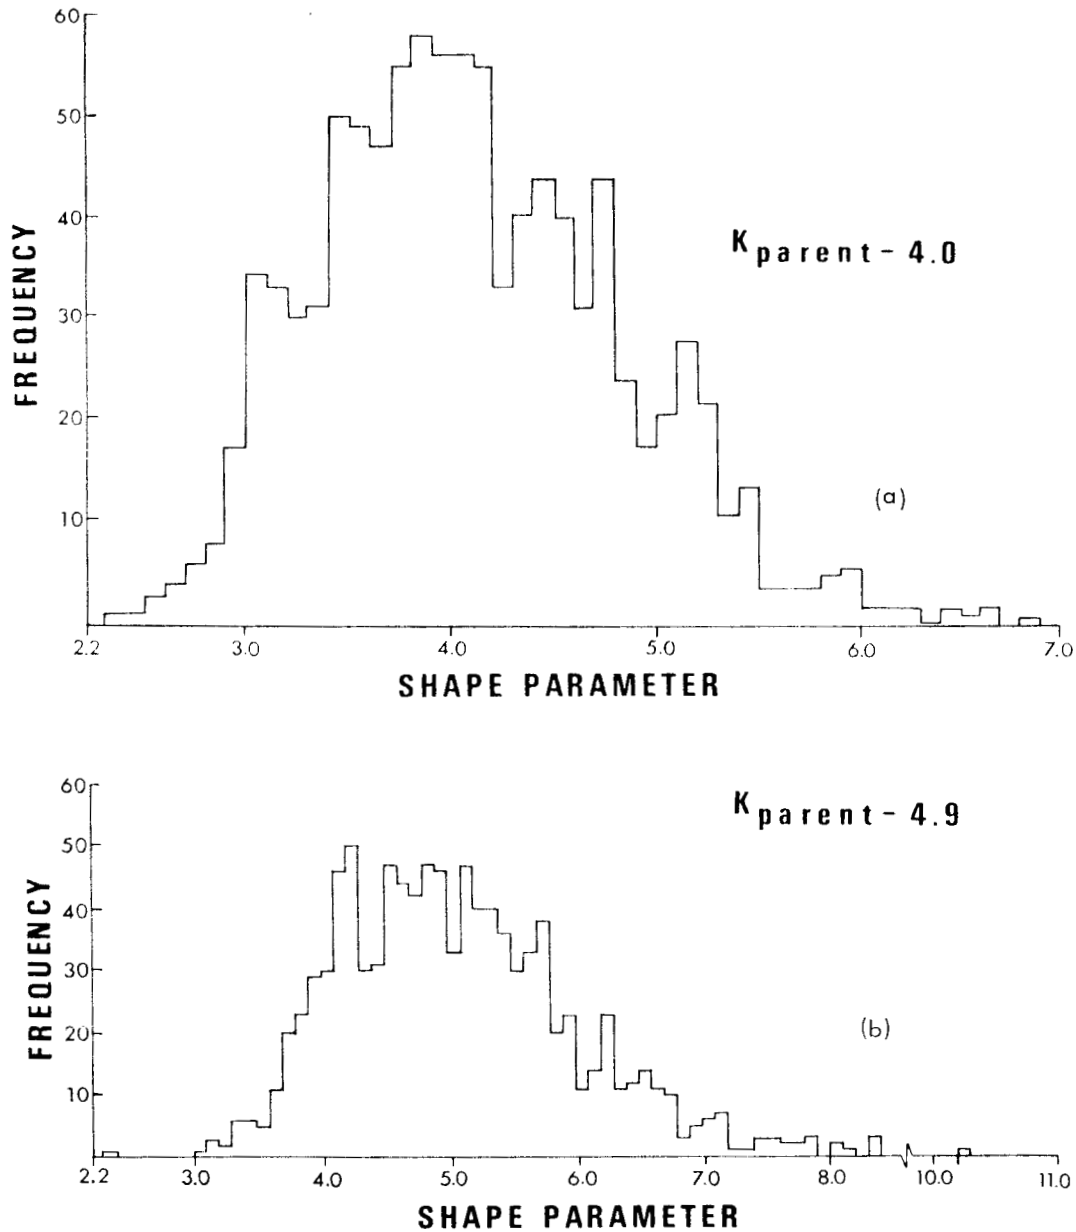 60
50
40
30
20
10
FREQUENCY
K parent - 4.0
(a)
2.2 3.0 4.0 5.0 6.0 7.0
SHAPE PARAMETER
60
50
40
30
20
10
FREQUENCY
K parent - 4.9
(b)
2.2 3.0 4.0 5.0 6.0 7.0 8.0 10.0 11.0
SHAPE PARAMETER